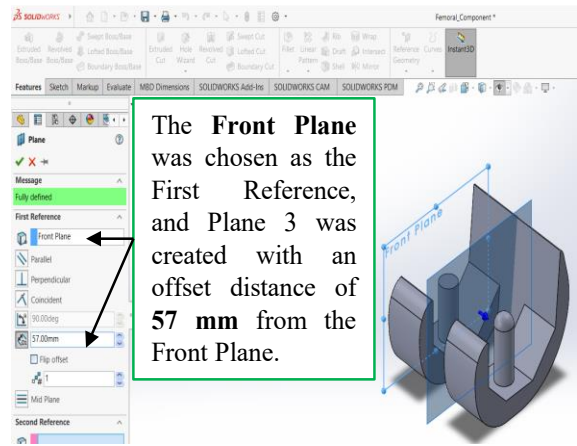 SOLIDWORKS
Femoral_Component *
Extruded Boss/Base
Revolved Boss/Base
Swept Boss/Base
Lofted Boss/Base
Boundary Boss/Base
Extruded Cut
Hole Wizard
Revolved Cut
Swept Cut
Lofted Cut
Boundary Cut
Fillet
Linear Pattern
Rib
Draft
Shell
Wrap
Intersect
Mirror
Reference Geometry
Curves
Instant3D
Features Sketch Markup Evaluate MBD Dimensions SOLIDWORKS Add-Ins SOLIDWORKS CAM SOLIDWORKS PDM
Plane
Message
Fully defined
First Reference
Front Plane
Parallel
Perpendicular
Coincident
90.00deg
57.00mm
Flip offset
1
Mid Plane
Second Reference
The Front Plane
was chosen as the
First Reference,
and Plane 3 was
created with an
offset distance of
57 mm from the
Front Plane.
Front Plane